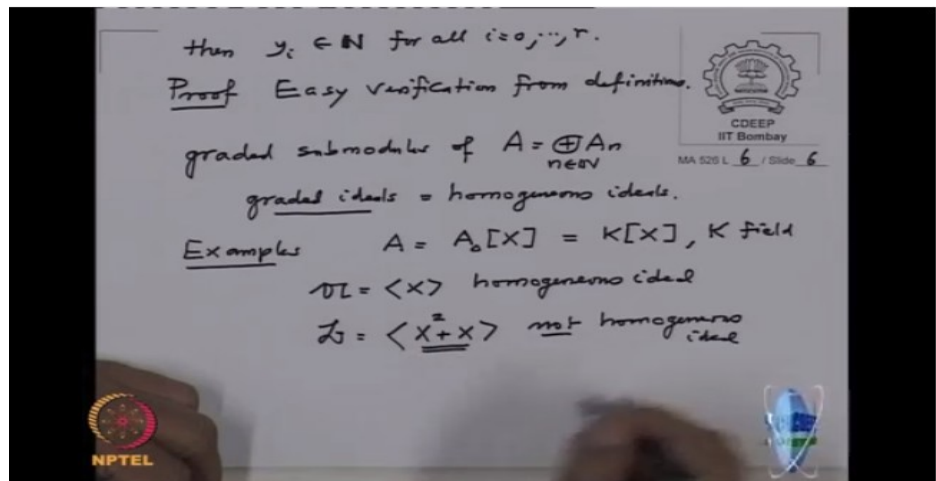 then yᵢ ∈ N for all i=0,⋯,r.
Proof Easy verification from definitions.
CDEEP
IIT Bombay
MA 526 L 6 / Slide 6
graded submodules of A = ⊕ Aₙ
n∈ℕ
graded ideals = homogeneous ideals.
Examples A = A₀[X] = K[X], K field
𝔞 = <X> homogeneous ideal
𝔟 = <X²+X> not homogeneous
ideal
NPTEL
CDEEP